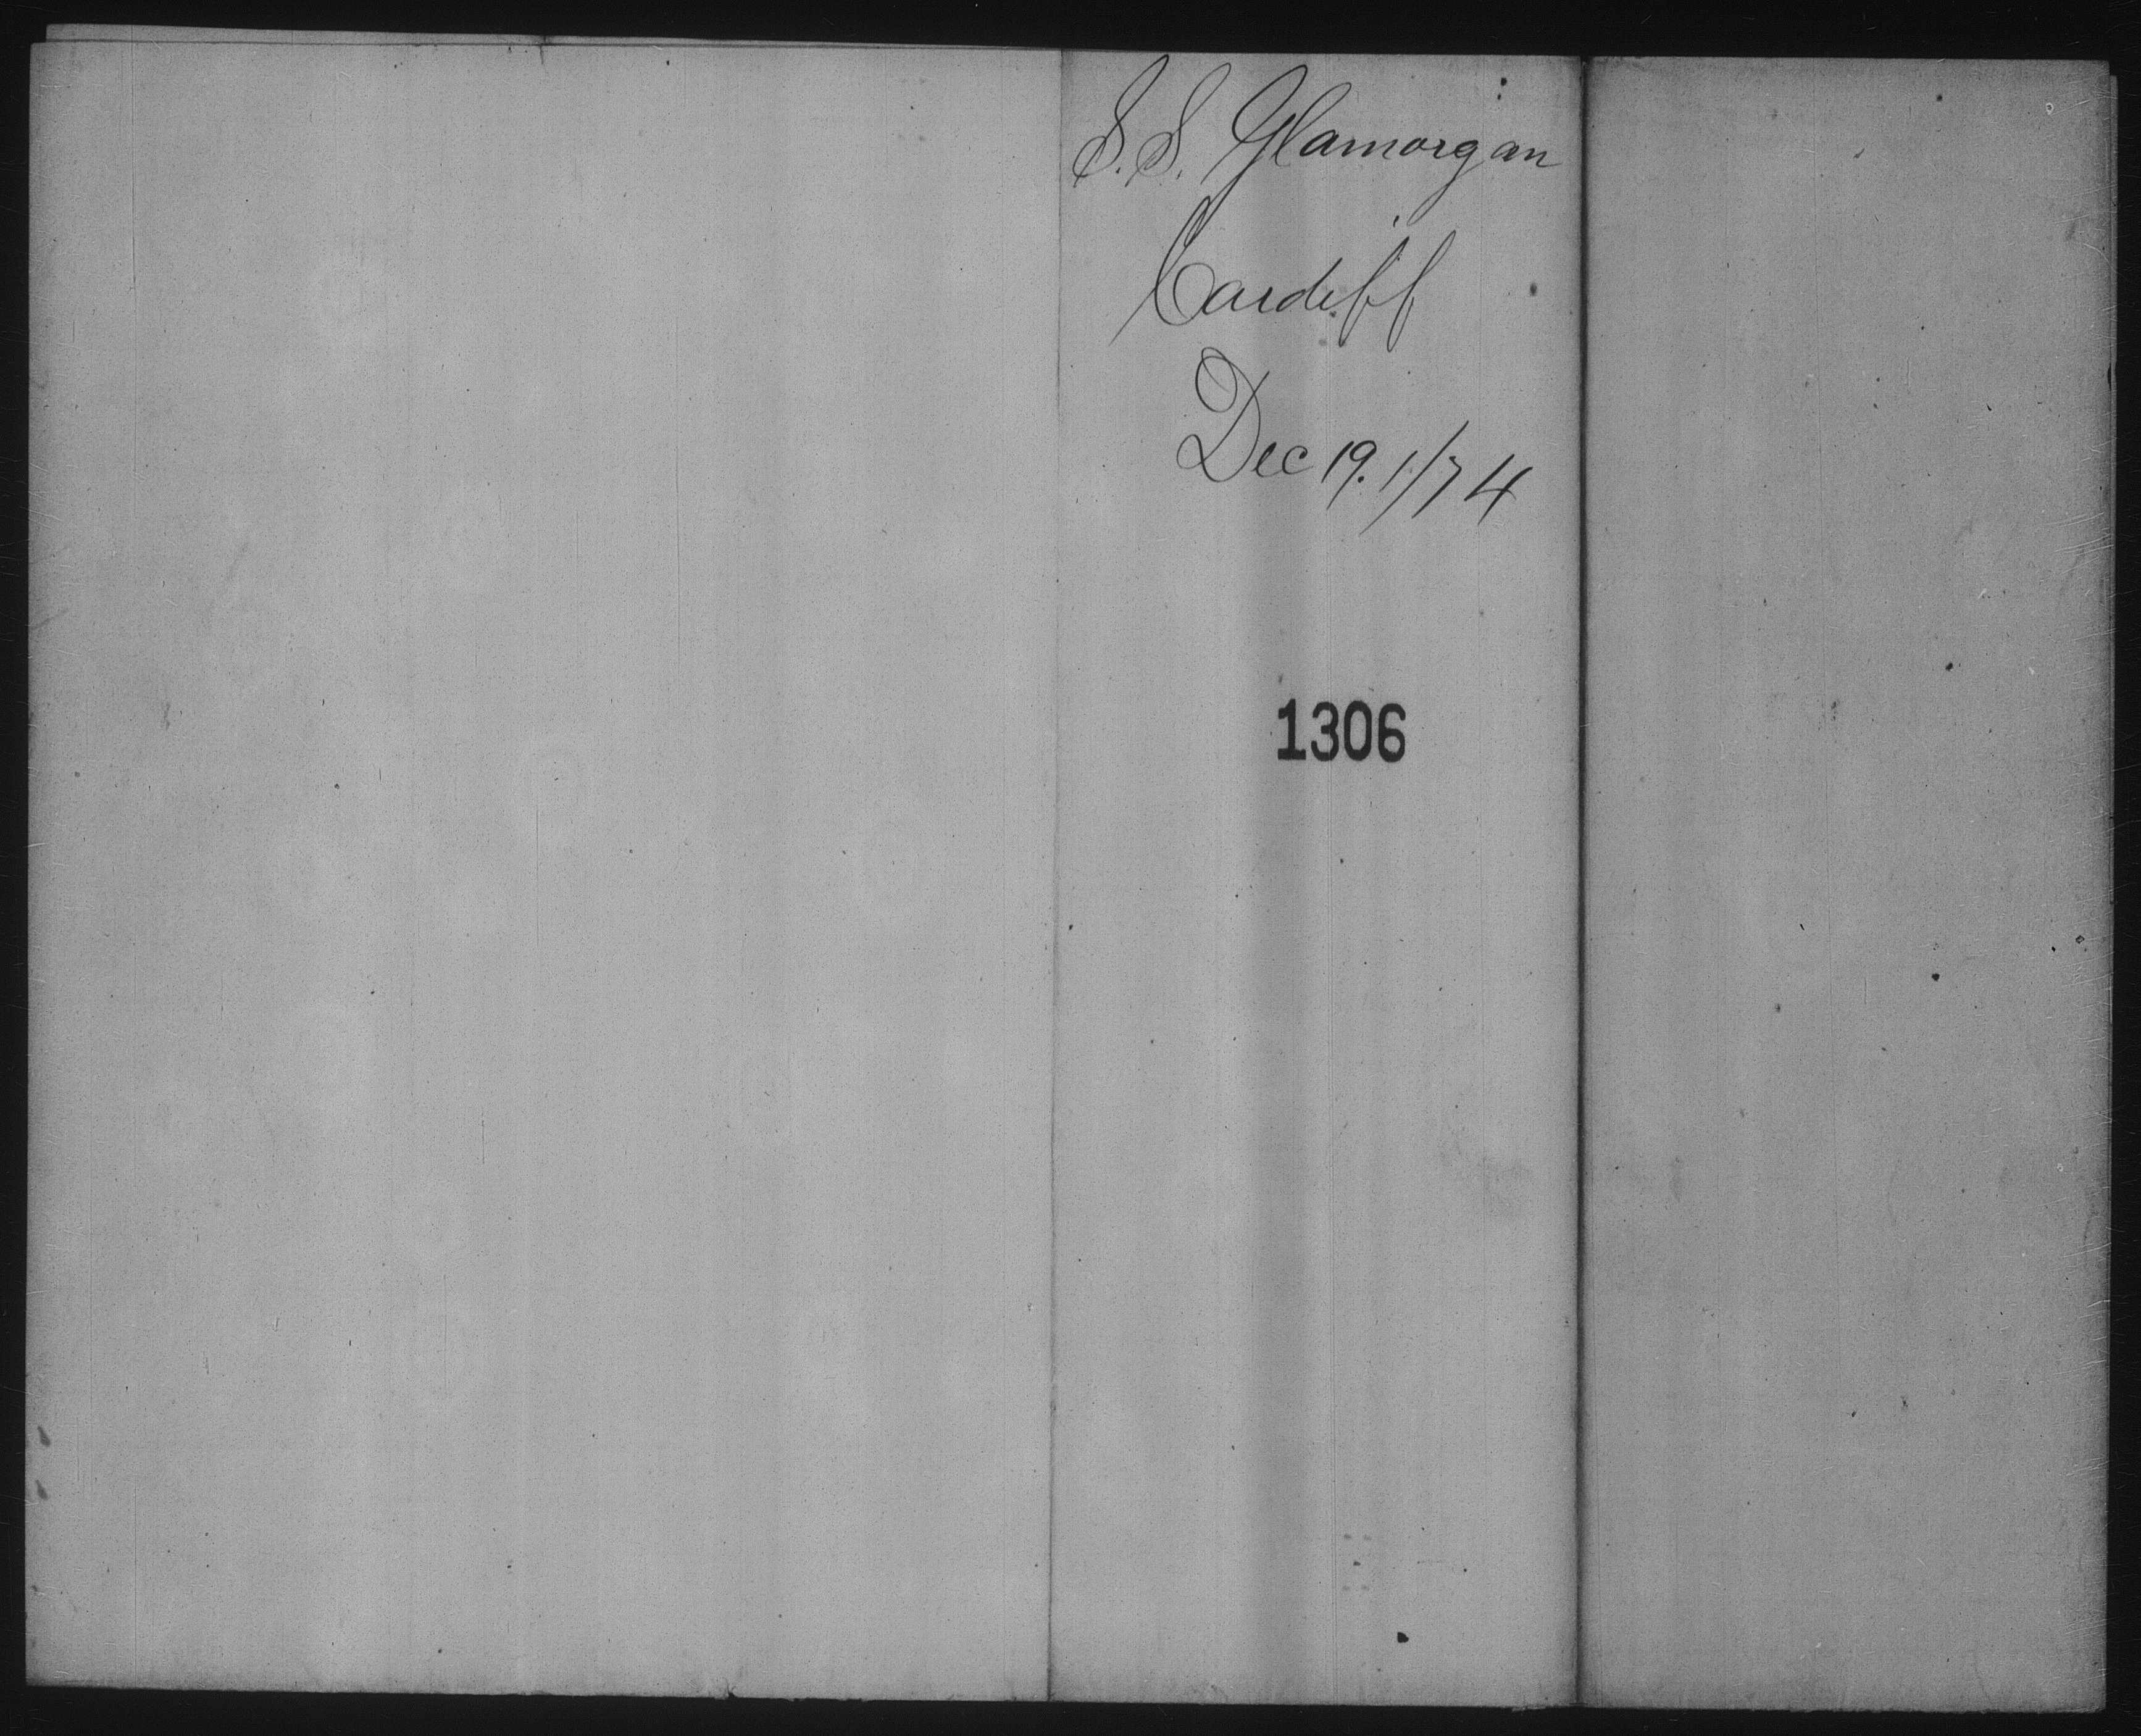 S.S. Glamorgan
Cardiff
Dec 19. 1/74
1306